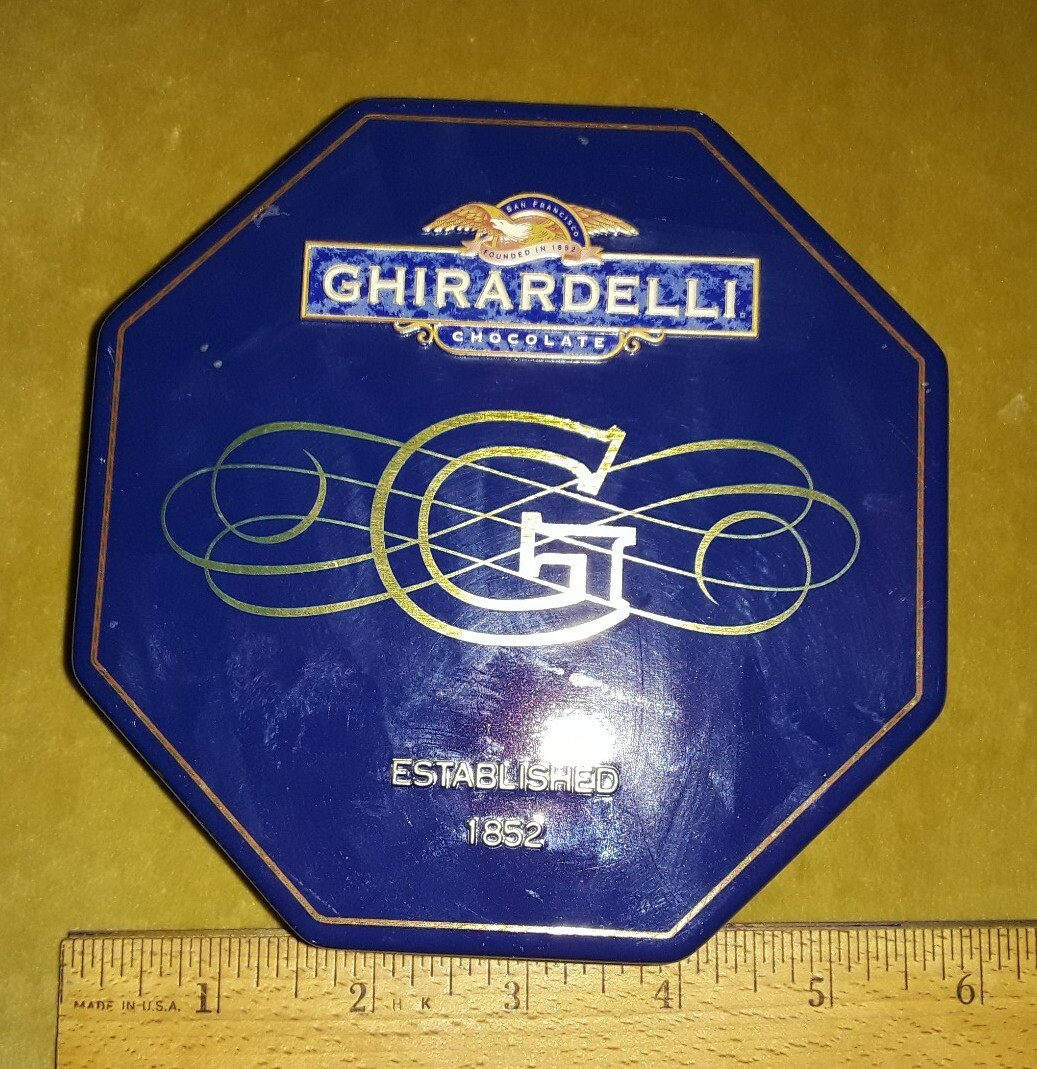 SAN FRANCISCO
FOUNDED IN 1852
GHIRARDELLI
CHOCOLATE
G
ESTABLISHED
1852
1 2 3 4 5 6
MADE IN U.S.A. H K